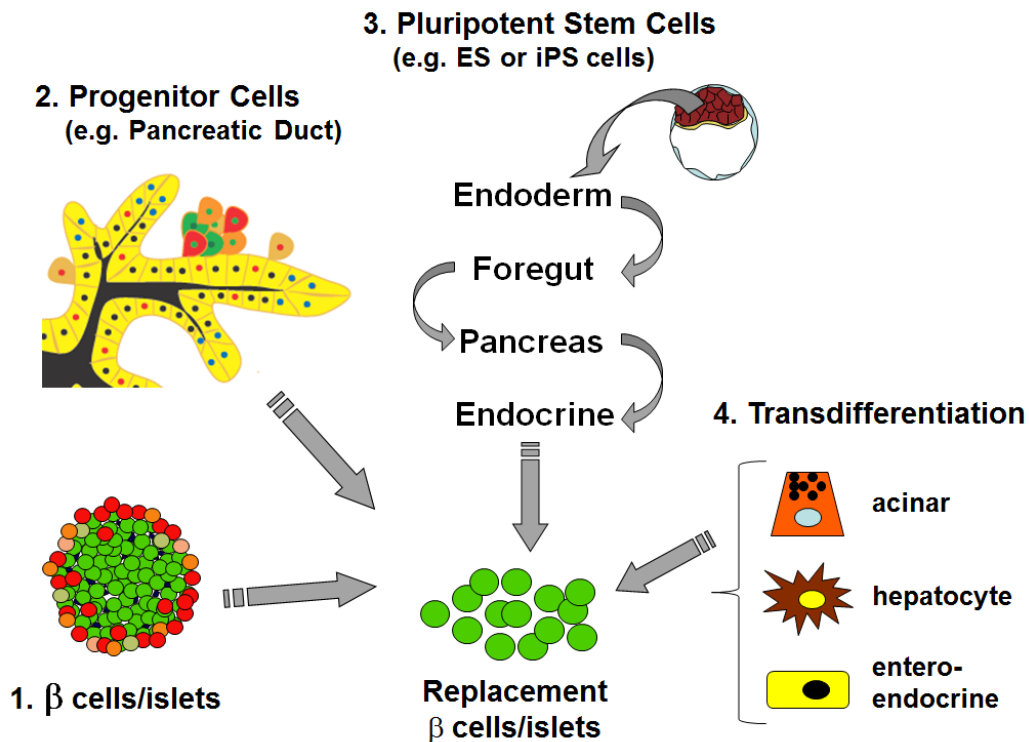 3. Pluripotent Stem Cells
(e.g. ES or iPS cells)
2. Progenitor Cells
(e.g. Pancreatic Duct)
Endoderm
Foregut
Pancreas
Endocrine
4. Transdifferentiation
acinar
hepatocyte
entero-
endocrine
1. β cells/islets
Replacement
β cells/islets